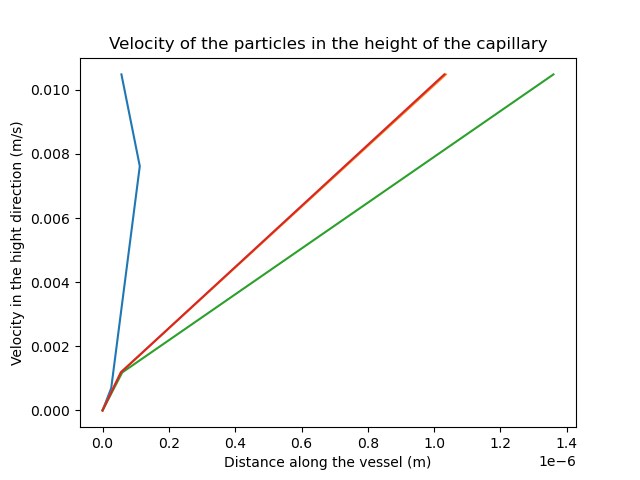 Velocity of the particles in the height of the capillary
Velocity in the hight direction (m/s)
0.010
0.008
0.006
0.004
0.002
0.000
0.0 0.2 0.4 0.6 0.8 1.0 1.2 1.4
1e−6
Distance along the vessel (m)